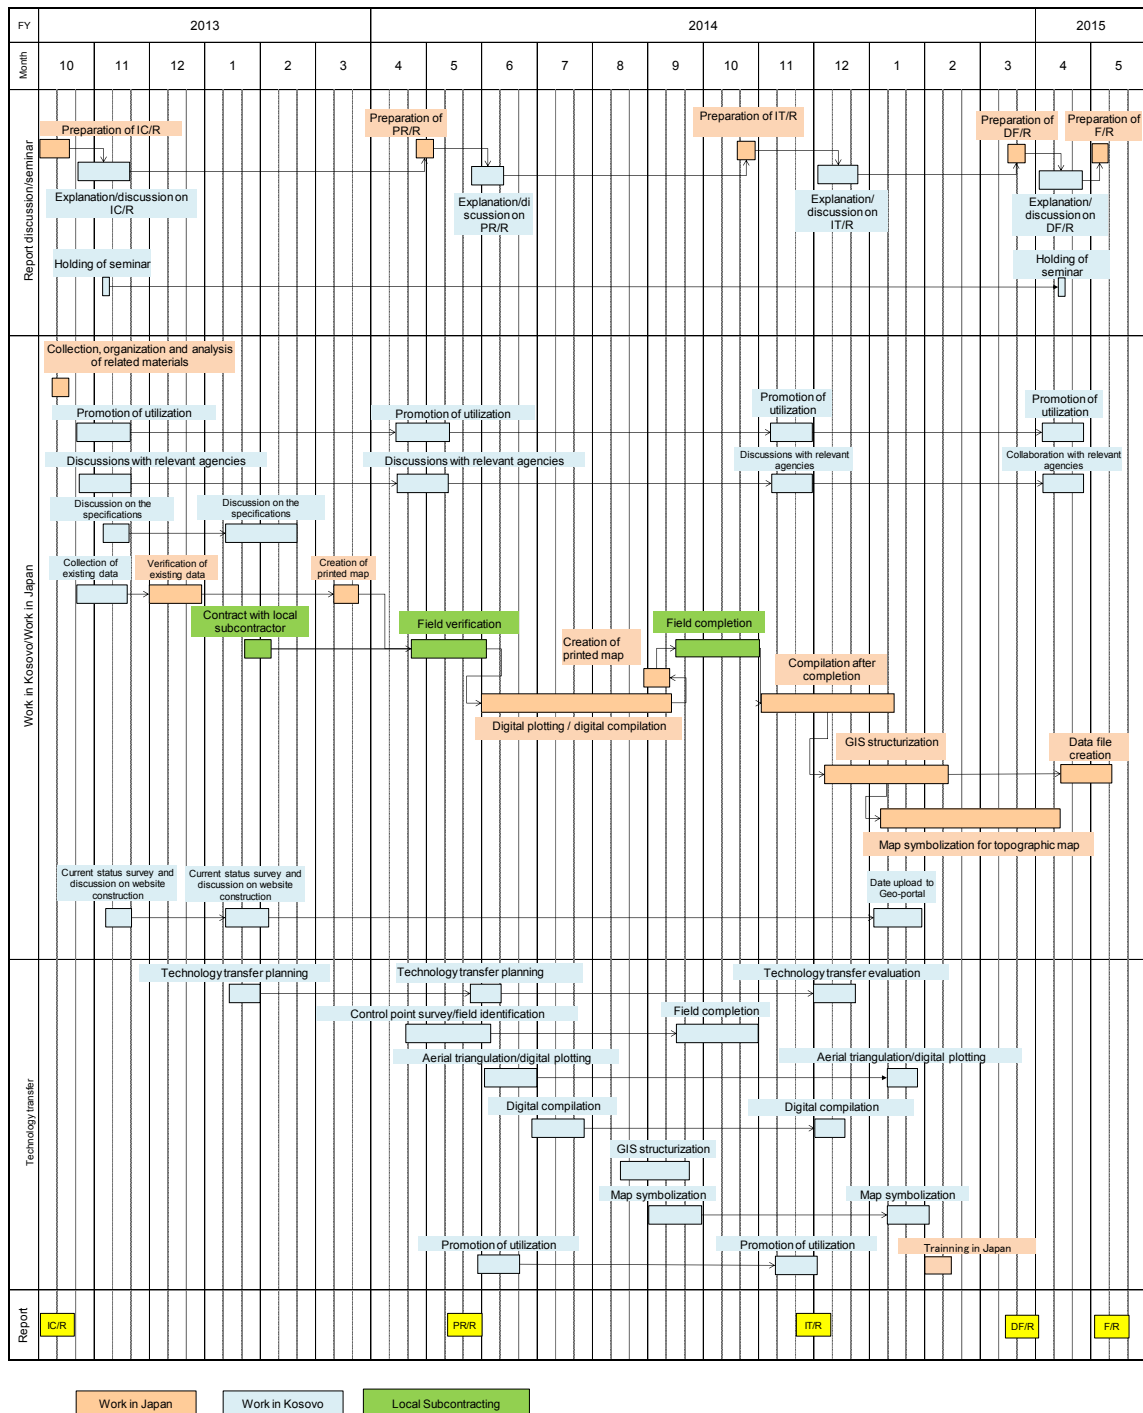 FY
2013
2014
2015
Month
10
11
12
1
2
3
4
5
6
7
8
9
10
11
12
1
2
3
4
5
Report discussion/seminar
Preparation of IC/R
Preparation of
PR/R
Preparation of IT/R
Preparation of
DF/R
Preparation of
F/R
Explanation/discussion on
IC/R
Explanation/di
scussion on
PR/R
Explanation/
discussion on
IT/R
Explanation/
discussion on
DF/R
Holding of seminar
Holding of
seminar
Work in Kosovo/Work in Japan
Collection, organization and analysis
of related materials
Promotion of utilization
Promotion of utilization
Promotion of
utilization
Promotion of
utilization
Discussions with relevant agencies
Discussions with relevant agencies
Discussions with relevant
agencies
Collaboration with relevant
agencies
Discussion on the
specifications
Discussion on the
specifications
Collection of
existing data
Verification of
existing data
Creation of
printed map
Contract with local
subcontractor
Field verification
Field completion
Creation of
printed map
Compilation after
completion
Digital plotting / digital compilation
GIS structurization
Data file
creation
Map symbolization for topographic map
Current status survey and
discussion on website
construction
Current status survey and
discussion on website
construction
Date upload to
Geo-portal
Technology transfer
Technology transfer planning
Technology transfer planning
Technology transfer evaluation
Control point survey/field identification
Field completion
Aerial triangulation/digital plotting
Aerial triangulation/digital plotting
Digital compilation
Digital compilation
GIS structurization
Map symbolization
Map symbolization
Promotion of utilization
Promotion of utilization
Trainning in Japan
Report
IC/R
PR/R
IT/R
DF/R
F/R
Work in Japan
Work in Kosovo
Local Subcontracting